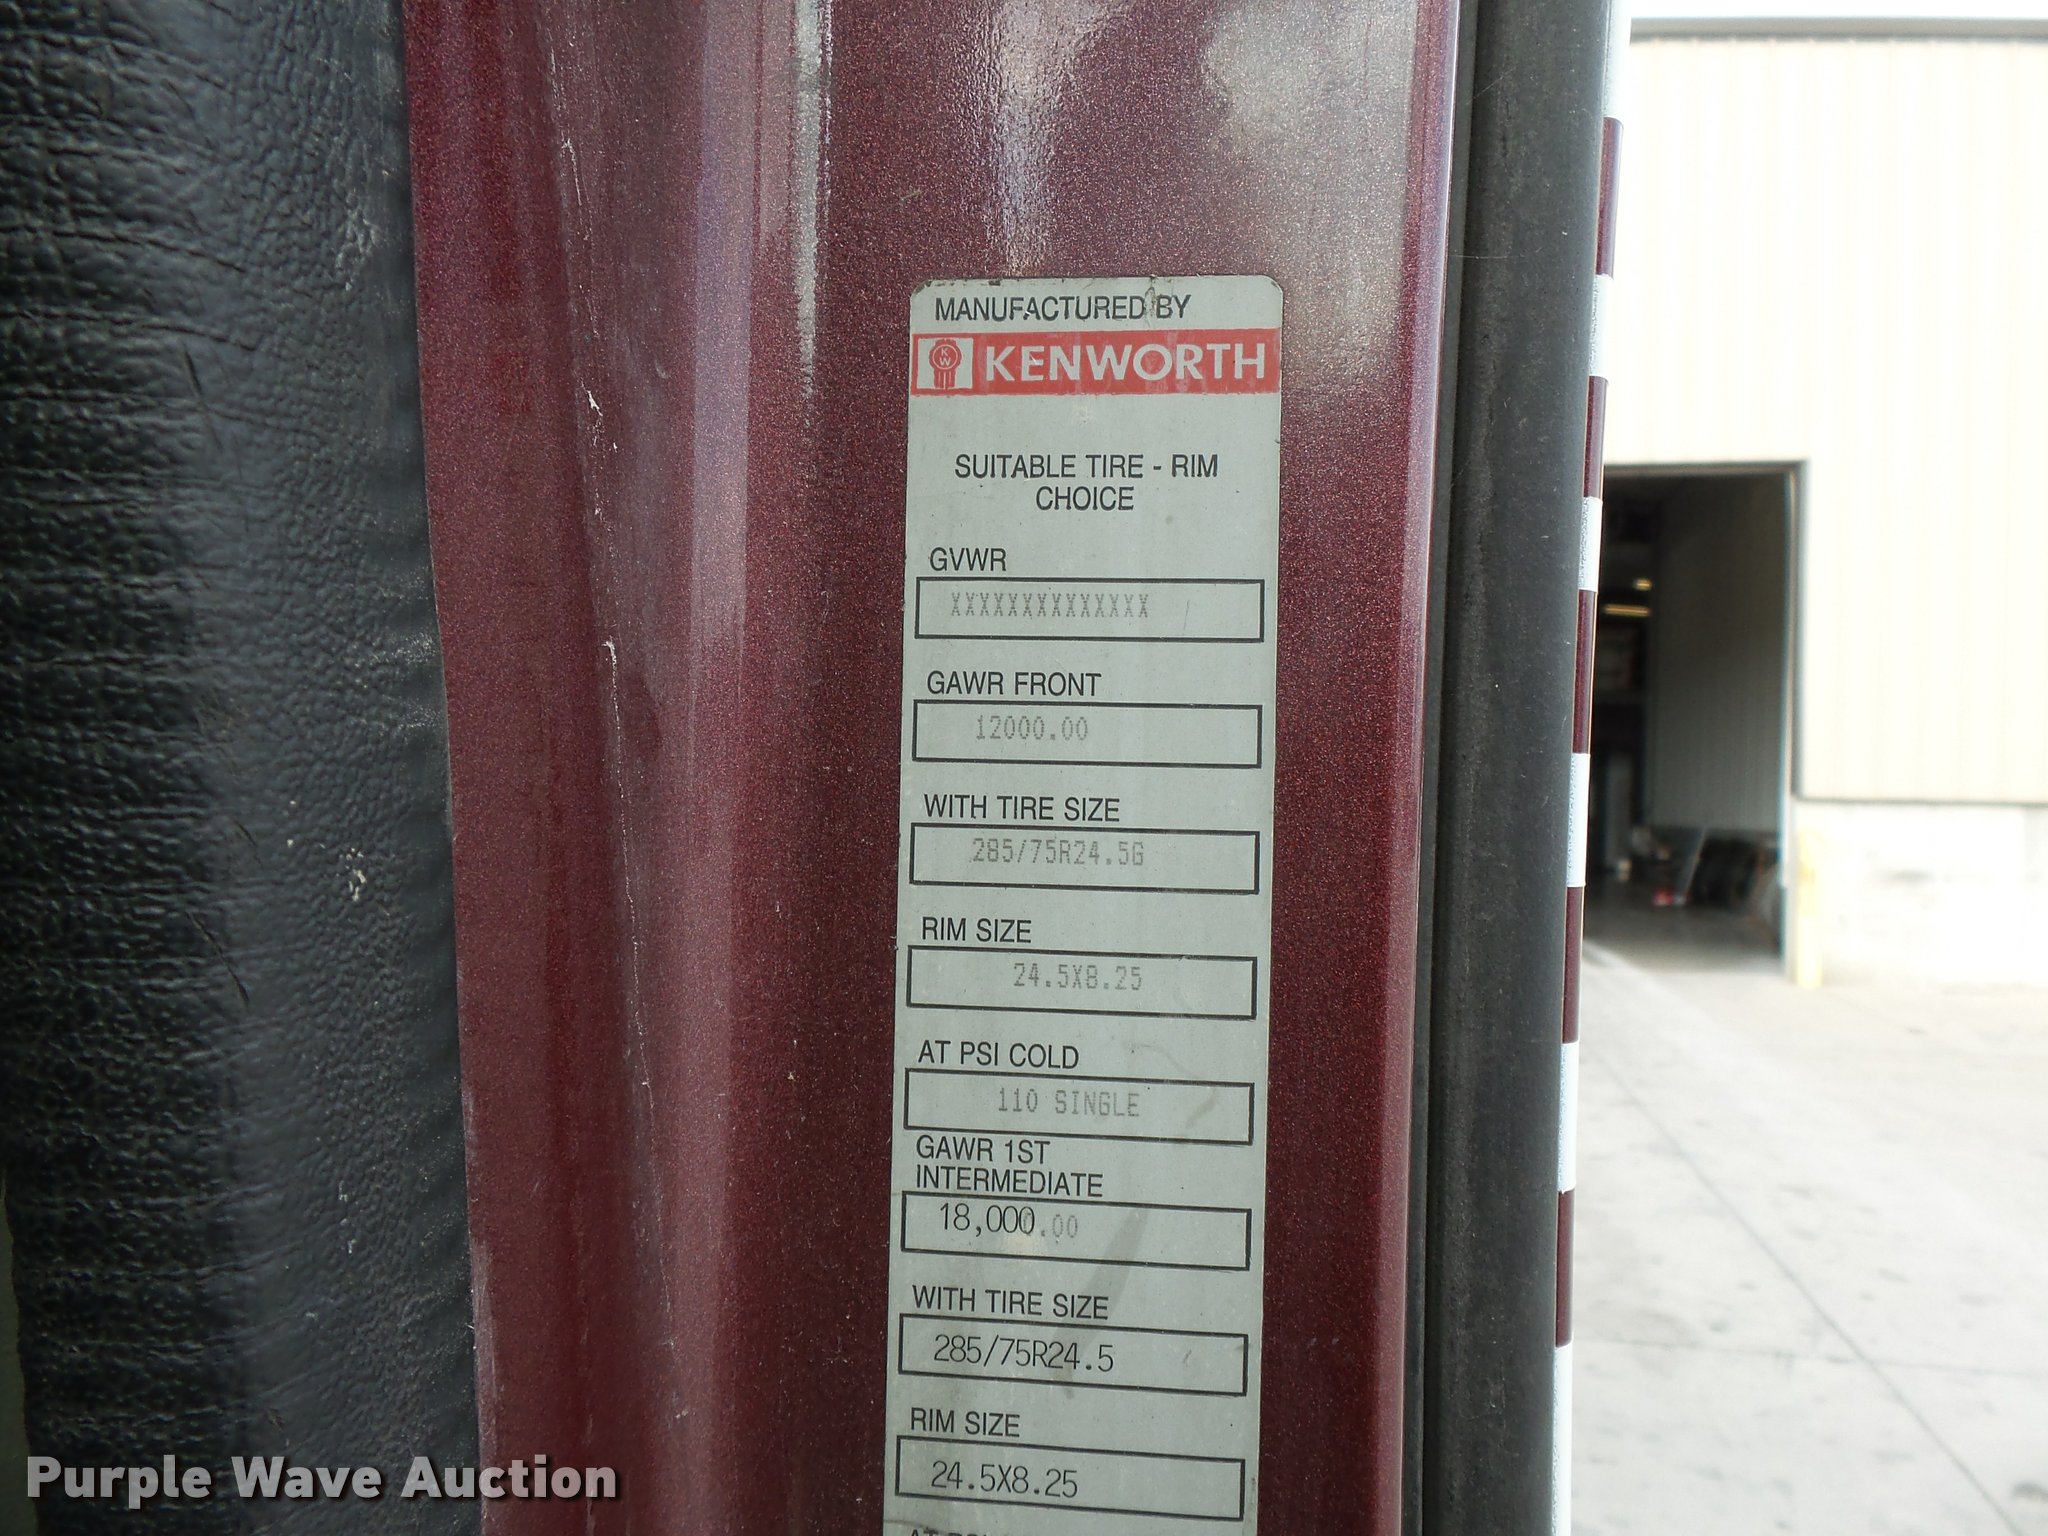 MANUFACTURED BY
KW KENWORTH
SUITABLE TIRE - RIM
CHOICE
GVWR
XXXXXXXXXXXXXX
GAWR FRONT
12000.00
WITH TIRE SIZE
285/75R24.5G
RIM SIZE
24.5X8.25
AT PSI COLD
110 SINGLE
GAWR 1ST
INTERMEDIATE
18,000.00
WITH TIRE SIZE
285/75R24.5
RIM SIZE
24.5X8.25
Purple Wave Auction